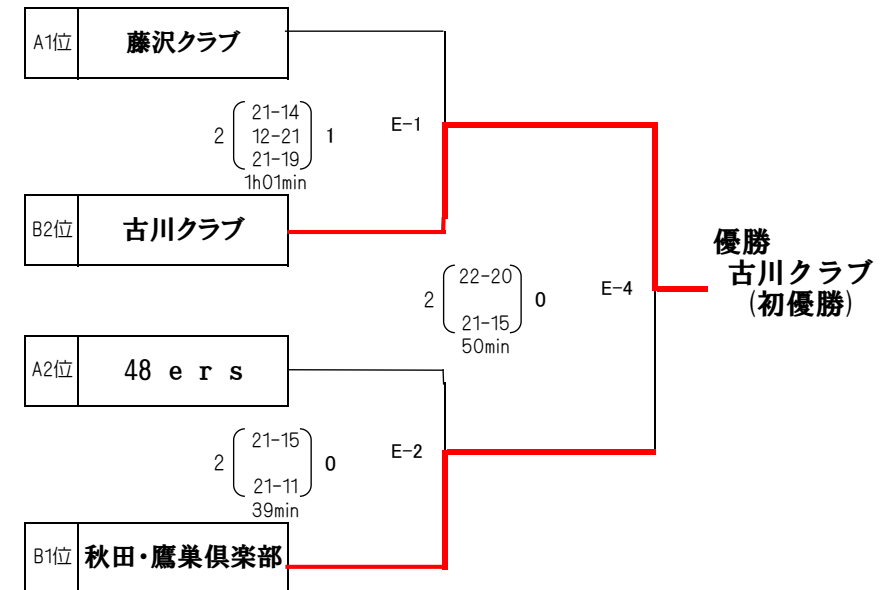 A1位 藤沢クラブ
21-14
2 12-21 1 E-1
21-19
1h01min
B2位 古川クラブ
優勝
古川クラブ
(初優勝)
22-20
2 0 E-4
21-15
50min
A2位 48 e r s
21-15
2 0 E-2
21-11
39min
B1位 秋田・鷹巣倶楽部